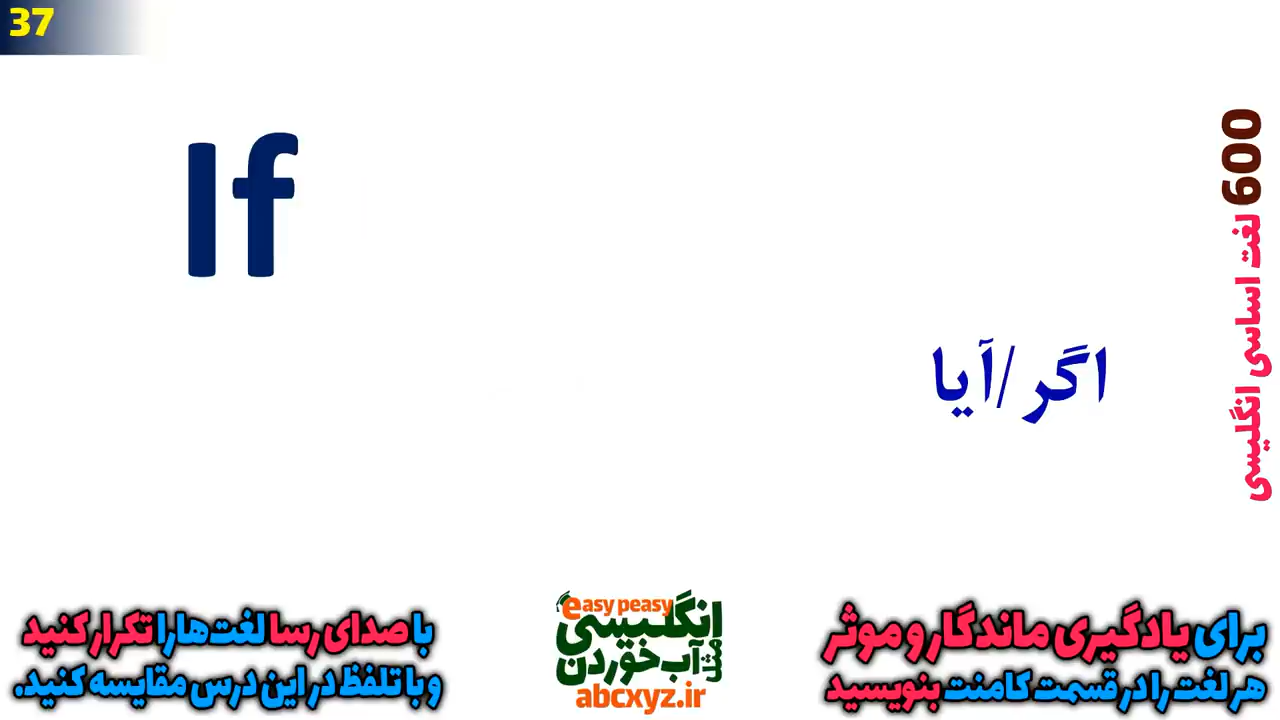 37
If
اگر/آیا
600 لغت اساسی انگلیسی
با صدای رسا لغت‌ها را تکرار کنید
و با تلفظ در این درس مقایسه کنید.
easy peasy
انگلیسی
مثل آب خوردن
abcxyz.ir
برای یادگیری ماندگار و موثر
هر لغت را در قسمت کامنت بنویسید